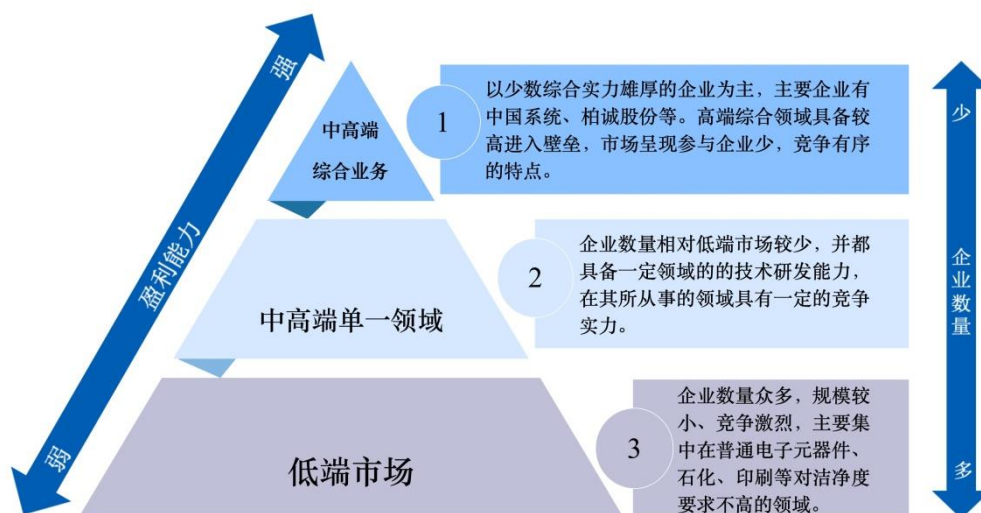 强
盈利能力
弱
中高端
综合业务
1
以少数综合实力雄厚的企业为主，主要企业有
中国系统、柏诚股份等。高端综合领域具备较
高进入壁垒，市场呈现参与企业少，竞争有序
的特点。
中高端单一领域
2
企业数量相对低端市场较少，并都
具备一定领域的的技术研发能力，
在其所从事的领域具有一定的竞争
实力。
低端市场
3
企业数量众多，规模较
小、竞争激烈，主要集
中在普通电子元器件、
石化、印刷等对洁净度
要求不高的领域。
少
企业数量
多